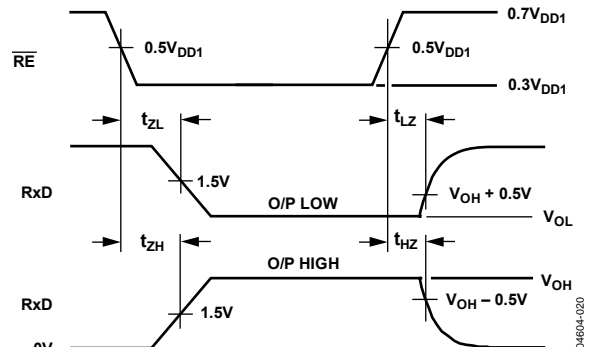 0.7VDD1
RE
0.5VDD1
0.5VDD1
0.3VDD1
tZL
tLZ
RxD
1.5V
VOH + 0.5V
O/P LOW
VOL
tZH
tHZ
O/P HIGH
VOH
RxD
1.5V
VOH – 0.5V
0V
04604-020